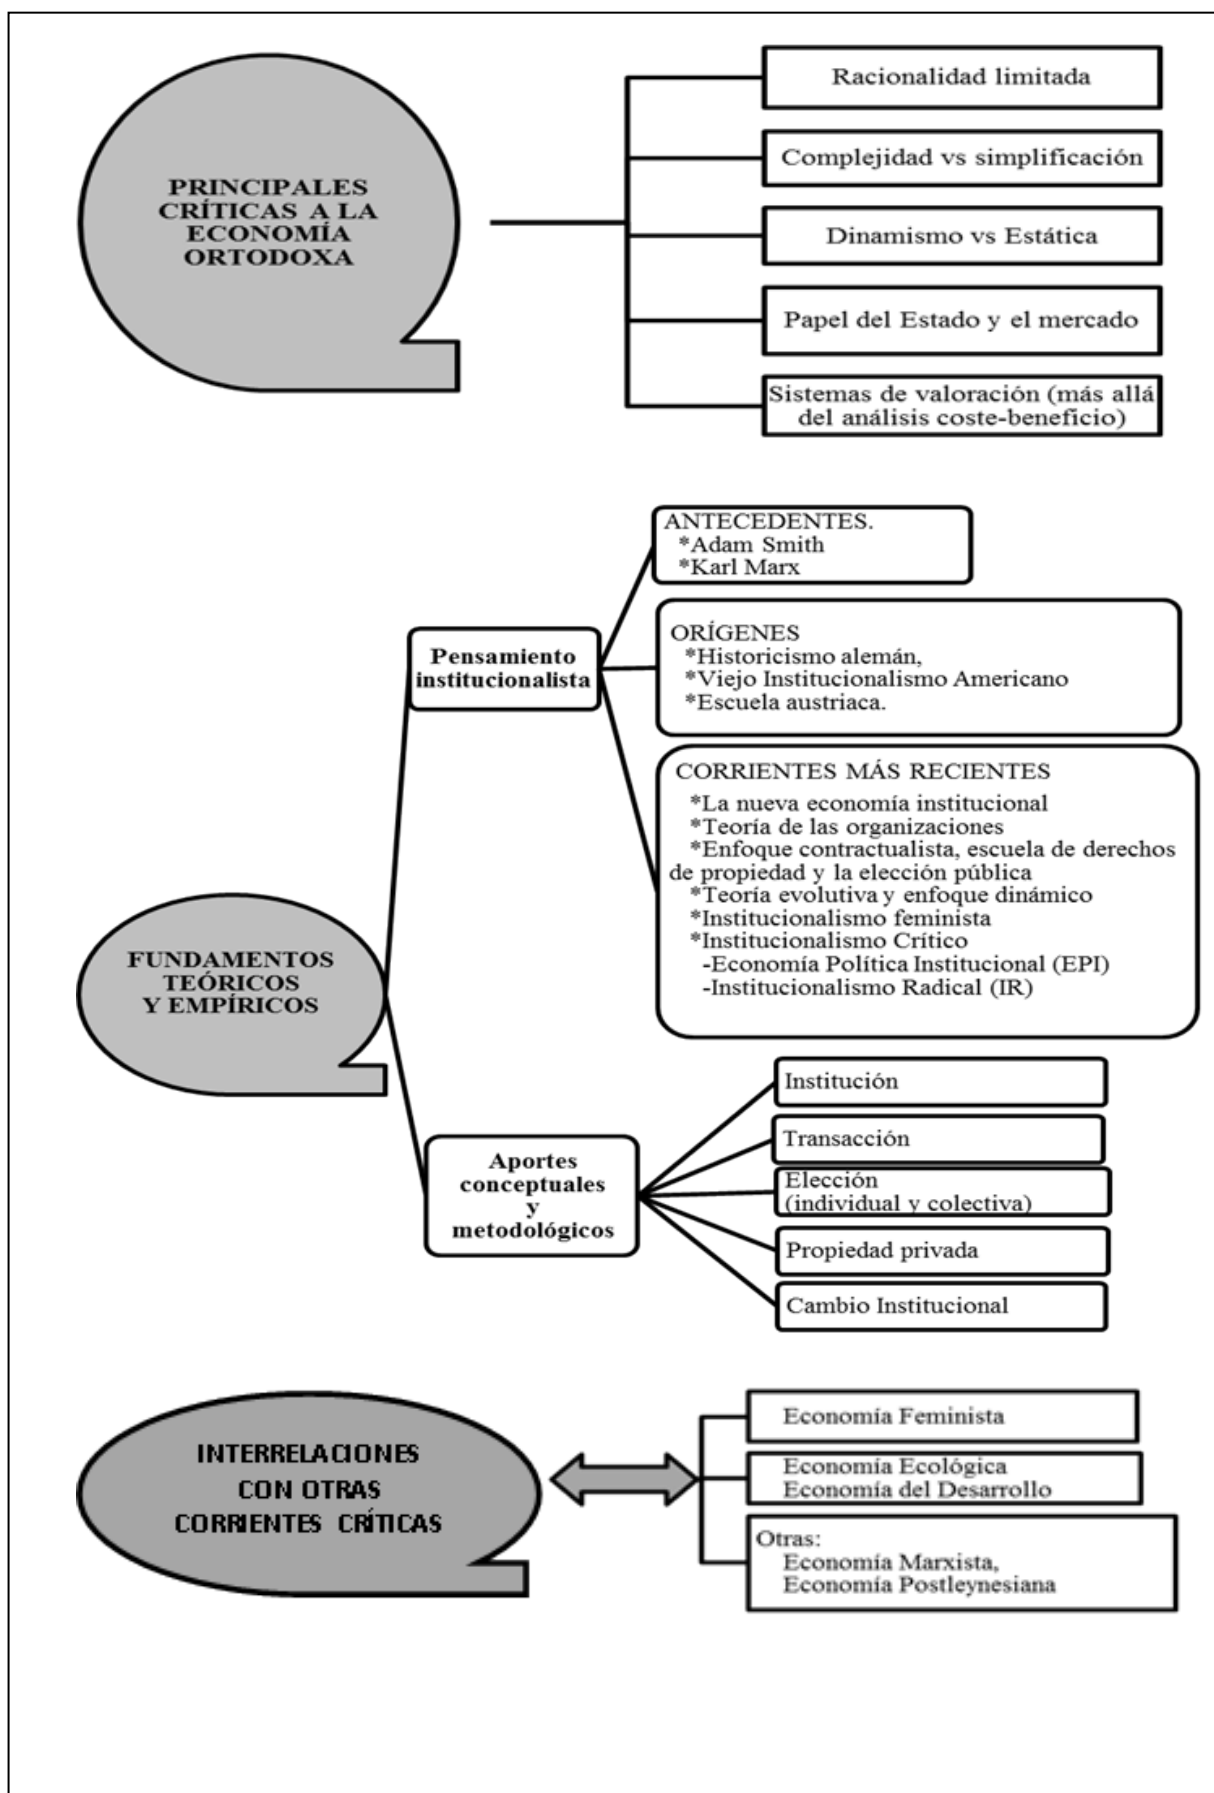 PRINCIPALES
CRÍTICAS A LA
ECONOMÍA
ORTODOXA
Racionalidad limitada
Complejidad vs simplificación
Dinamismo vs Estática
Papel del Estado y el mercado
Sistemas de valoración (más allá
del análisis coste-beneficio)
FUNDAMENTOS
TEÓRICOS
Y EMPÍRICOS
Pensamiento
institucionalista
ANTECEDENTES.
*Adam Smith
*Karl Marx
ORÍGENES
*Historicismo alemán,
*Viejo Institucionalismo Americano
*Escuela austriaca.
CORRIENTES MÁS RECIENTES
*La nueva economía institucional
*Teoría de las organizaciones
*Enfoque contractualista, escuela de derechos
de propiedad y la elección pública
*Teoría evolutiva y enfoque dinámico
*Institucionalismo feminista
*Institucionalismo Crítico
-Economía Política Institucional (EPI)
-Institucionalismo Radical (IR)
Aportes
conceptuales
y
metodológicos
Institución
Transacción
Elección
(individual y colectiva)
Propiedad privada
Cambio Institucional
INTERRELACIONES
CON OTRAS
CORRIENTES CRÍTICAS
Economía Feminista
Economía Ecológica
Economía del Desarrollo
Otras:
Economía Marxista,
Economía Postleynesiana